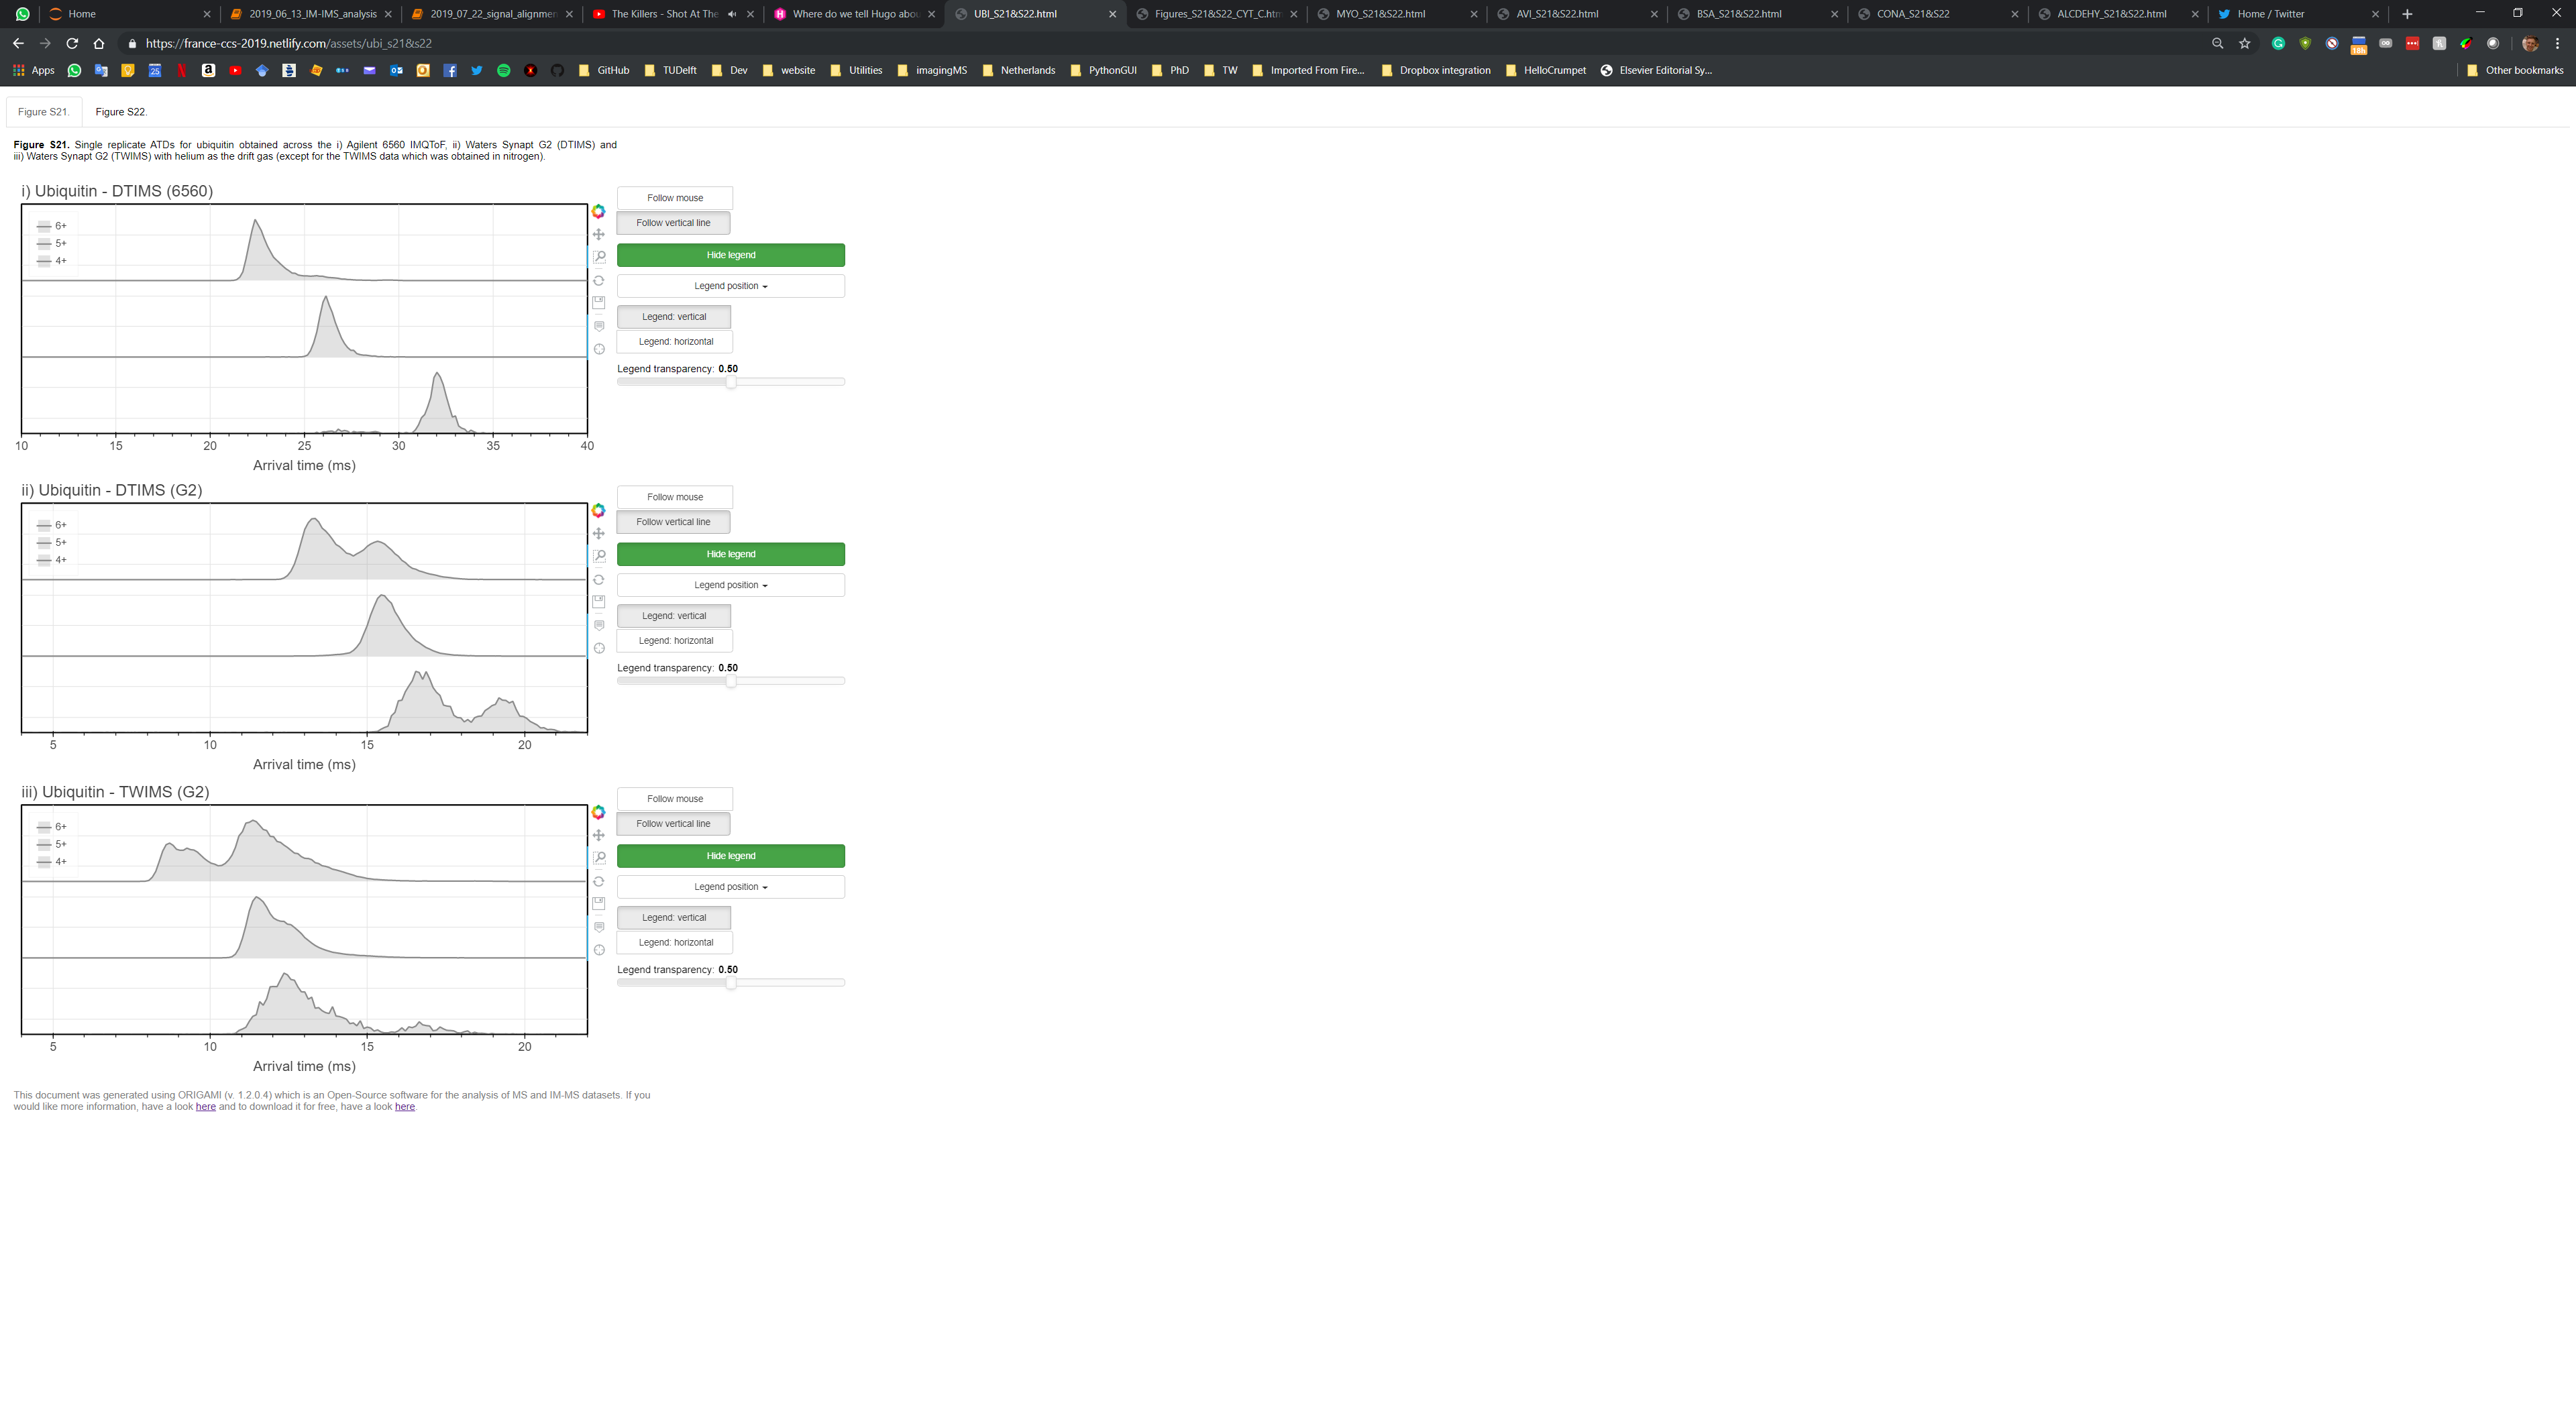 Home
2019_06_13_IM-IMS_analysis
2019_07_22_signal_alignmen
The Killers - Shot At The
Where do we tell Hugo abou
UBI_S21&S22.html
Figures_S21&S22_CYT_C.htm
MYO_S21&S22.html
AVI_S21&S22.html
BSA_S21&S22.html
CONA_S21&S22
ALCDEHY_S21&S22.html
Home / Twitter
https://france-ccs-2019.netlify.com/assets/ubi_s21&s22
Apps
GitHub
TUDelft
Dev
website
Utilities
imagingMS
Netherlands
PythonGUI
PhD
TW
Imported From Fire...
Dropbox integration
HelloCrumpet
Elsevier Editorial Sy...
Other bookmarks
Figure S21.
Figure S22.
Figure S21. Single replicate ATDs for ubiquitin obtained across the i) Agilent 6560 IMQToF, ii) Waters Synapt G2 (DTIMS) and
iii) Waters Synapt G2 (TWIMS) with helium as the drift gas (except for the TWIMS data which was obtained in nitrogen).
i) Ubiquitin - DTIMS (6560)
6+
5+
4+
10 15 20 25 30 35 40
Arrival time (ms)
Follow mouse
Follow vertical line
Hide legend
Legend position
Legend: vertical
Legend: horizontal
Legend transparency: 0.50
ii) Ubiquitin - DTIMS (G2)
6+
5+
4+
5 10 15 20
Arrival time (ms)
Follow mouse
Follow vertical line
Hide legend
Legend position
Legend: vertical
Legend: horizontal
Legend transparency: 0.50
iii) Ubiquitin - TWIMS (G2)
6+
5+
4+
5 10 15 20
Arrival time (ms)
Follow mouse
Follow vertical line
Hide legend
Legend position
Legend: vertical
Legend: horizontal
Legend transparency: 0.50
This document was generated using ORIGAMI (v. 1.2.0.4) which is an Open-Source software for the analysis of MS and IM-MS datasets. If you
would like more information, have a look here and to download it for free, have a look here.